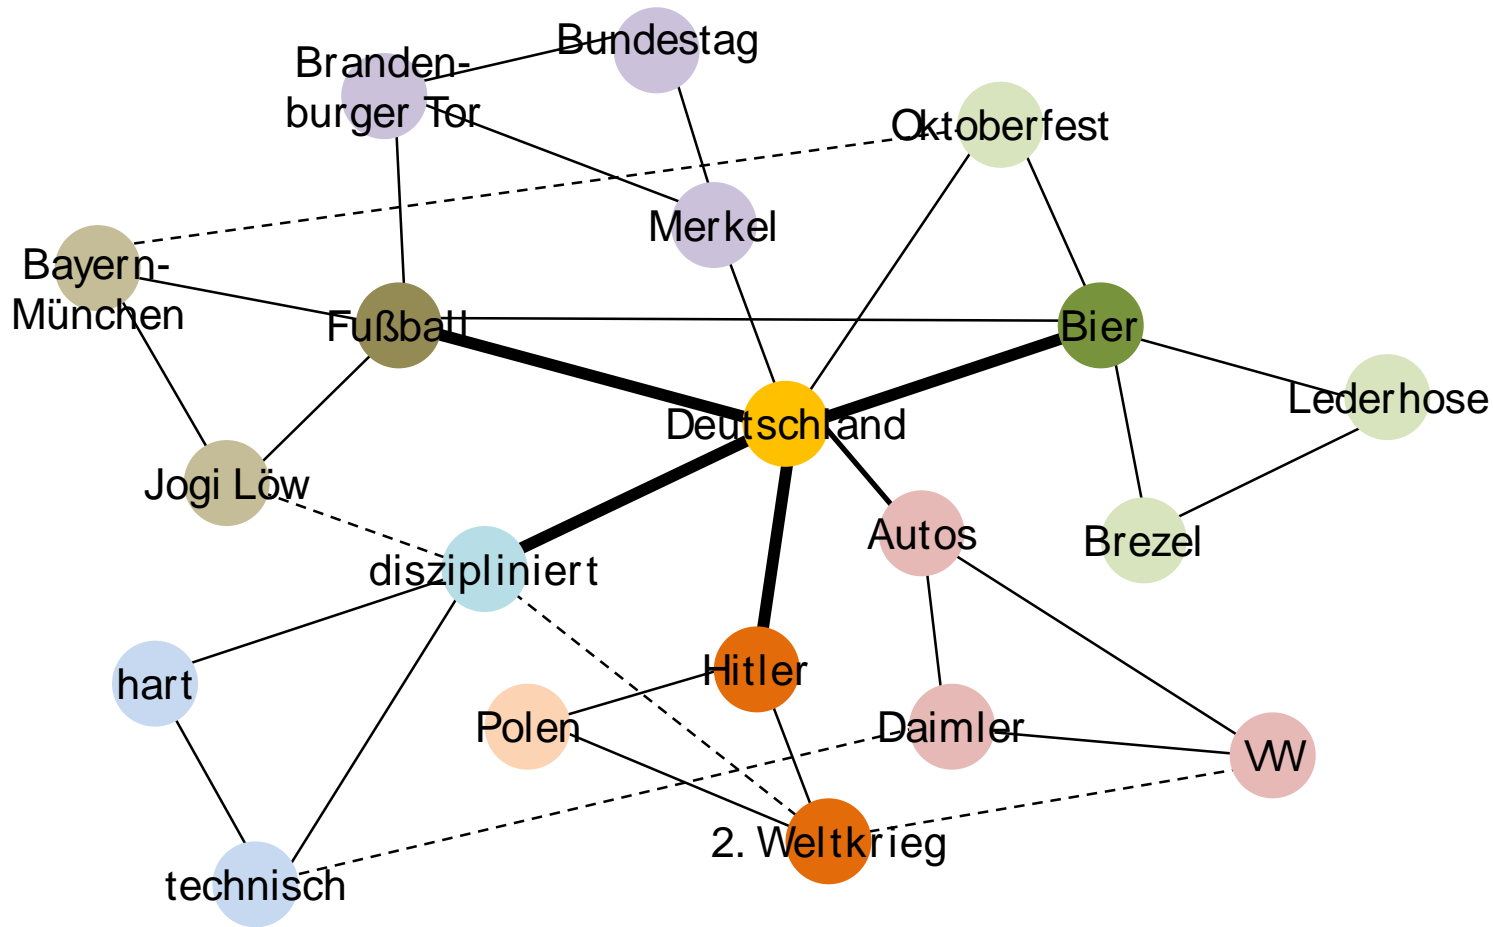 Bundestag
Branden-
burger Tor
Oktoberfest
Merkel
Bayern-
München
Fußball
Bier
Lederhose
Deutschland
Jogi Löw
Autos
Brezel
diszipliniert
hart
Hitler
Polen
Daimler
VW
2. Weltkrieg
technisch